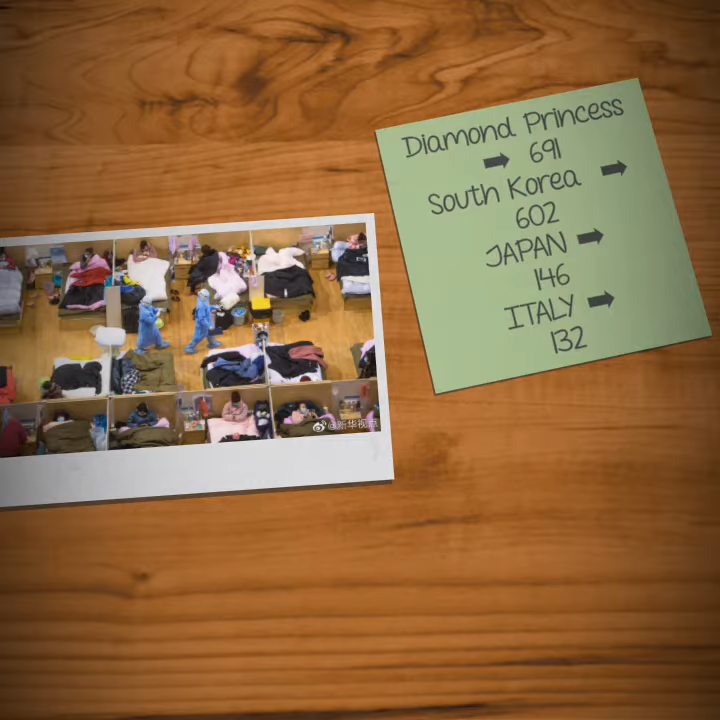 Diamond Princess
➡ 691
South Korea ➡
602
JAPAN ➡
146
ITALY ➡
132
@新华视点